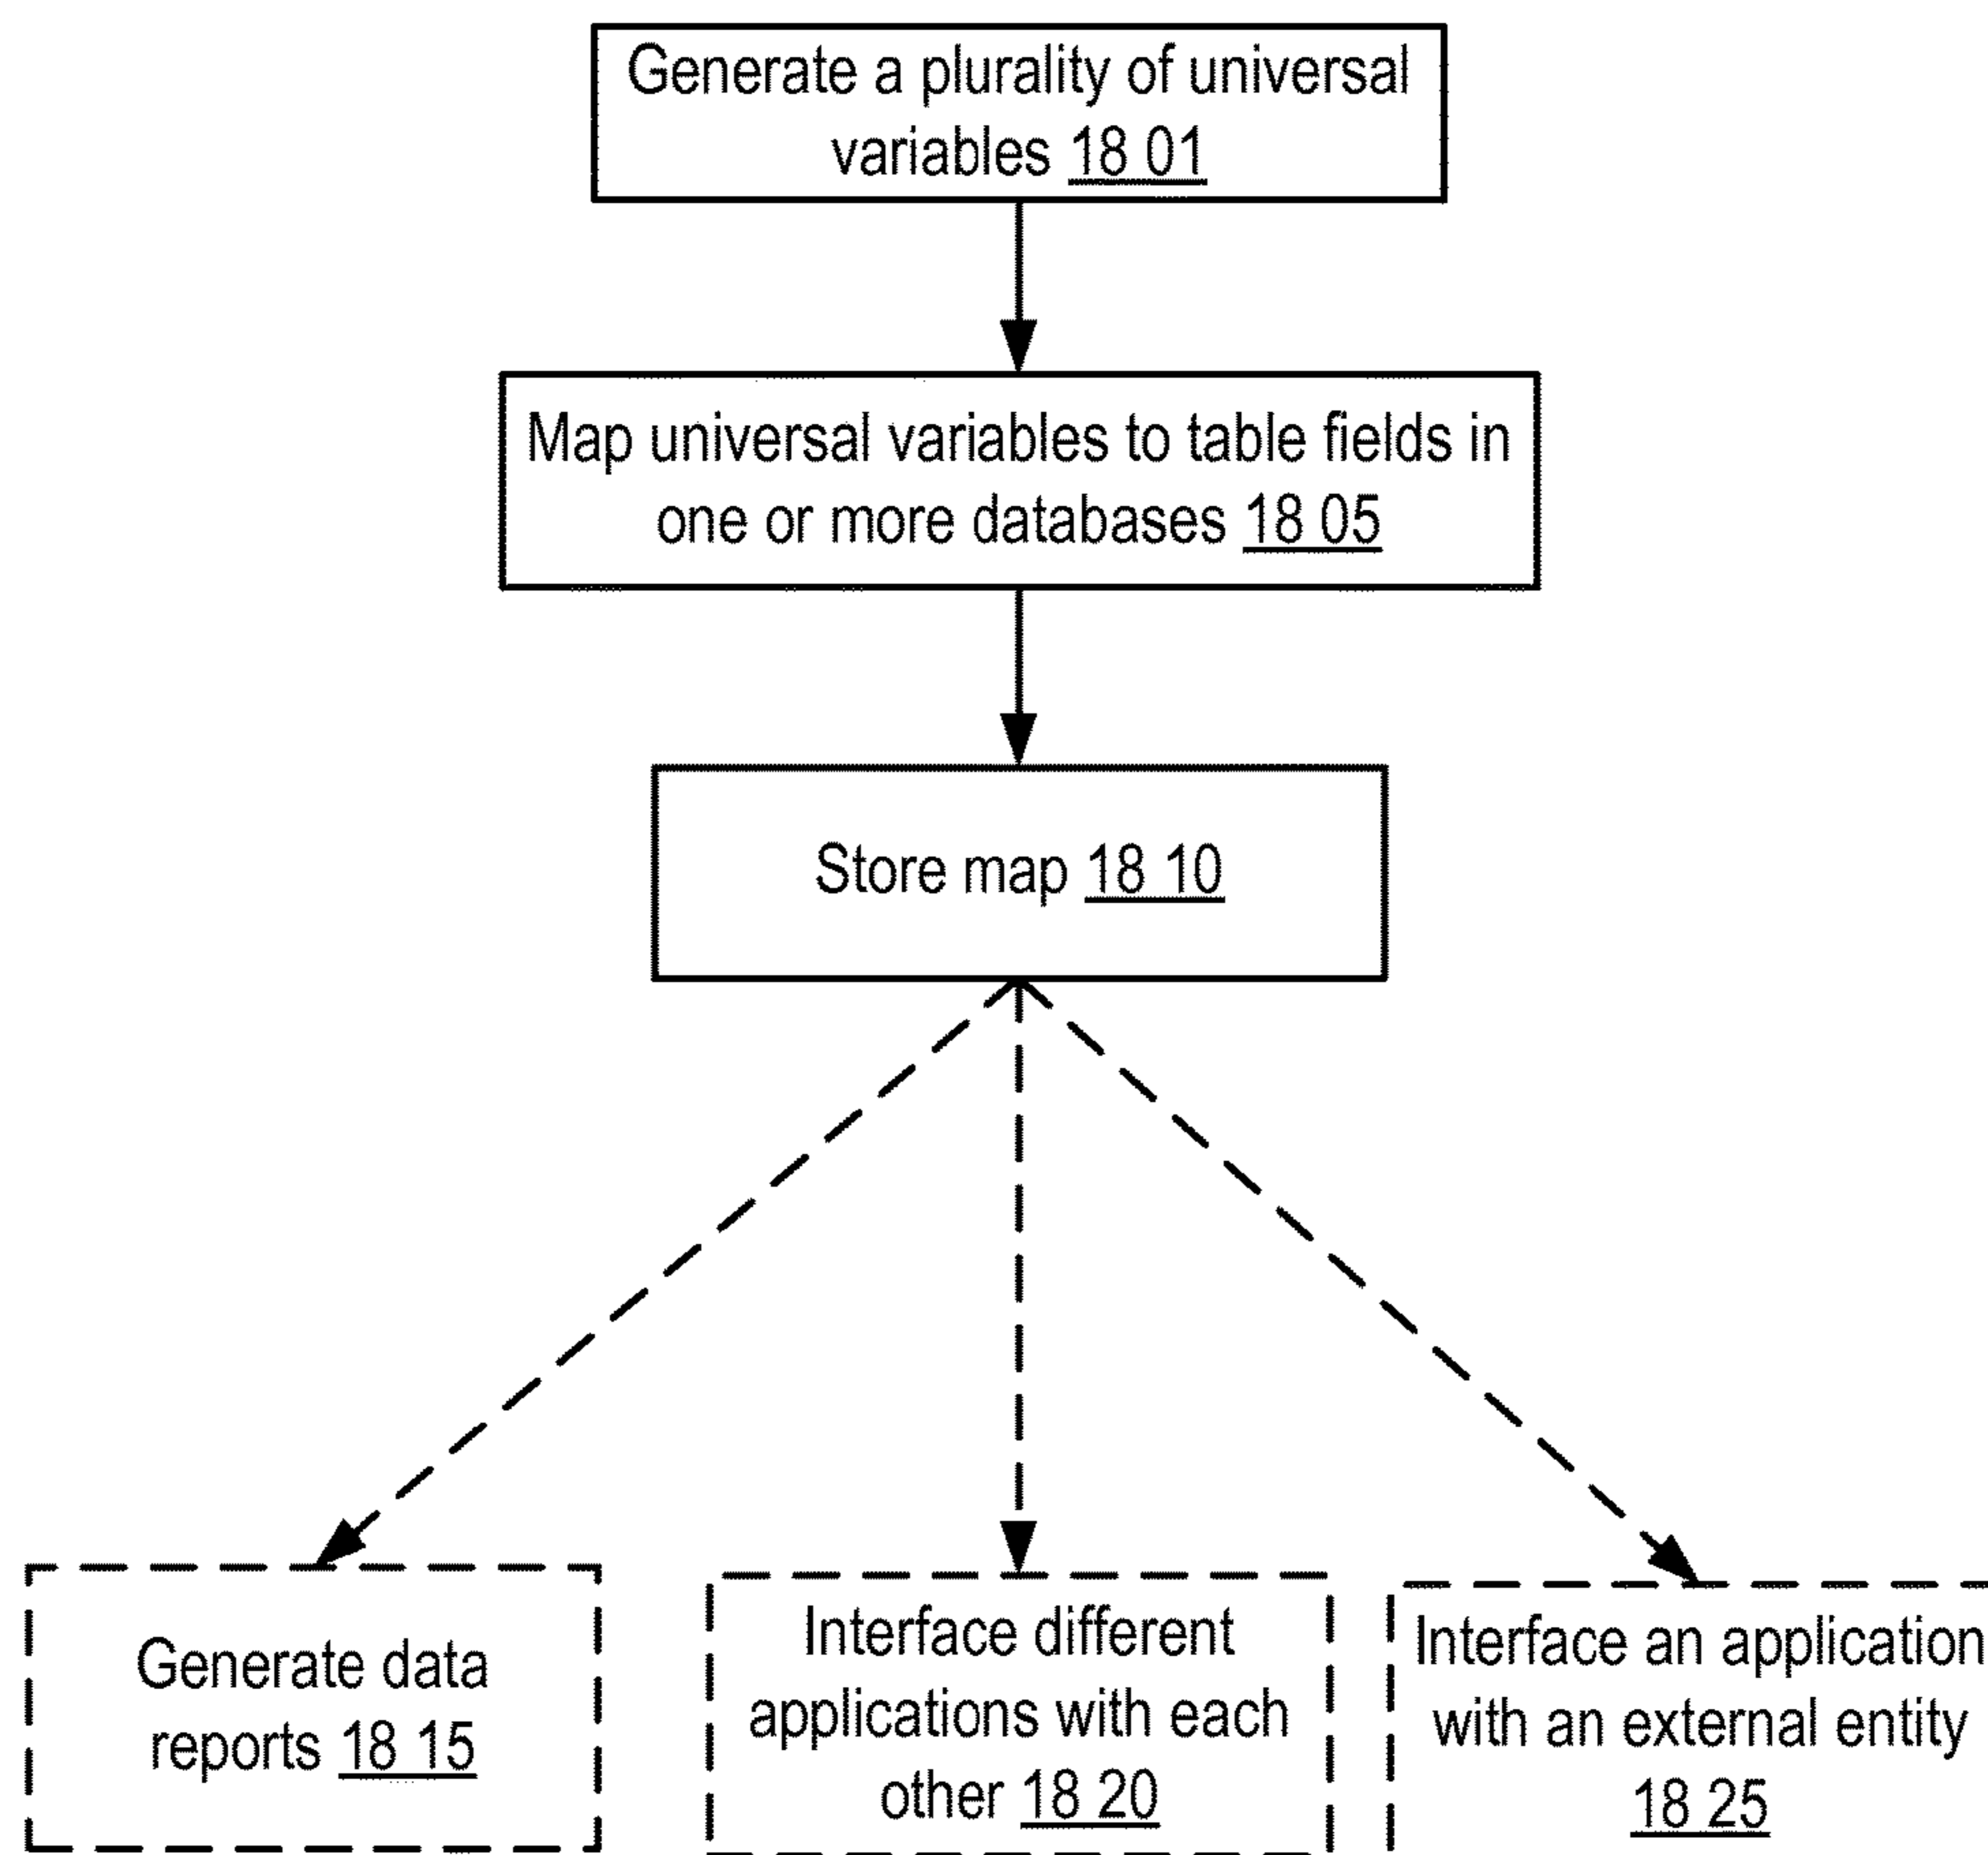 Generate a plurality of universal
variables 18 01
Map universal variables to table fields in
one or more databases 18 05
Store map 18 10
Generate data
reports 18 15
Interface different
applications with each
other 18 20
Interface an application
with an external entity
18 25